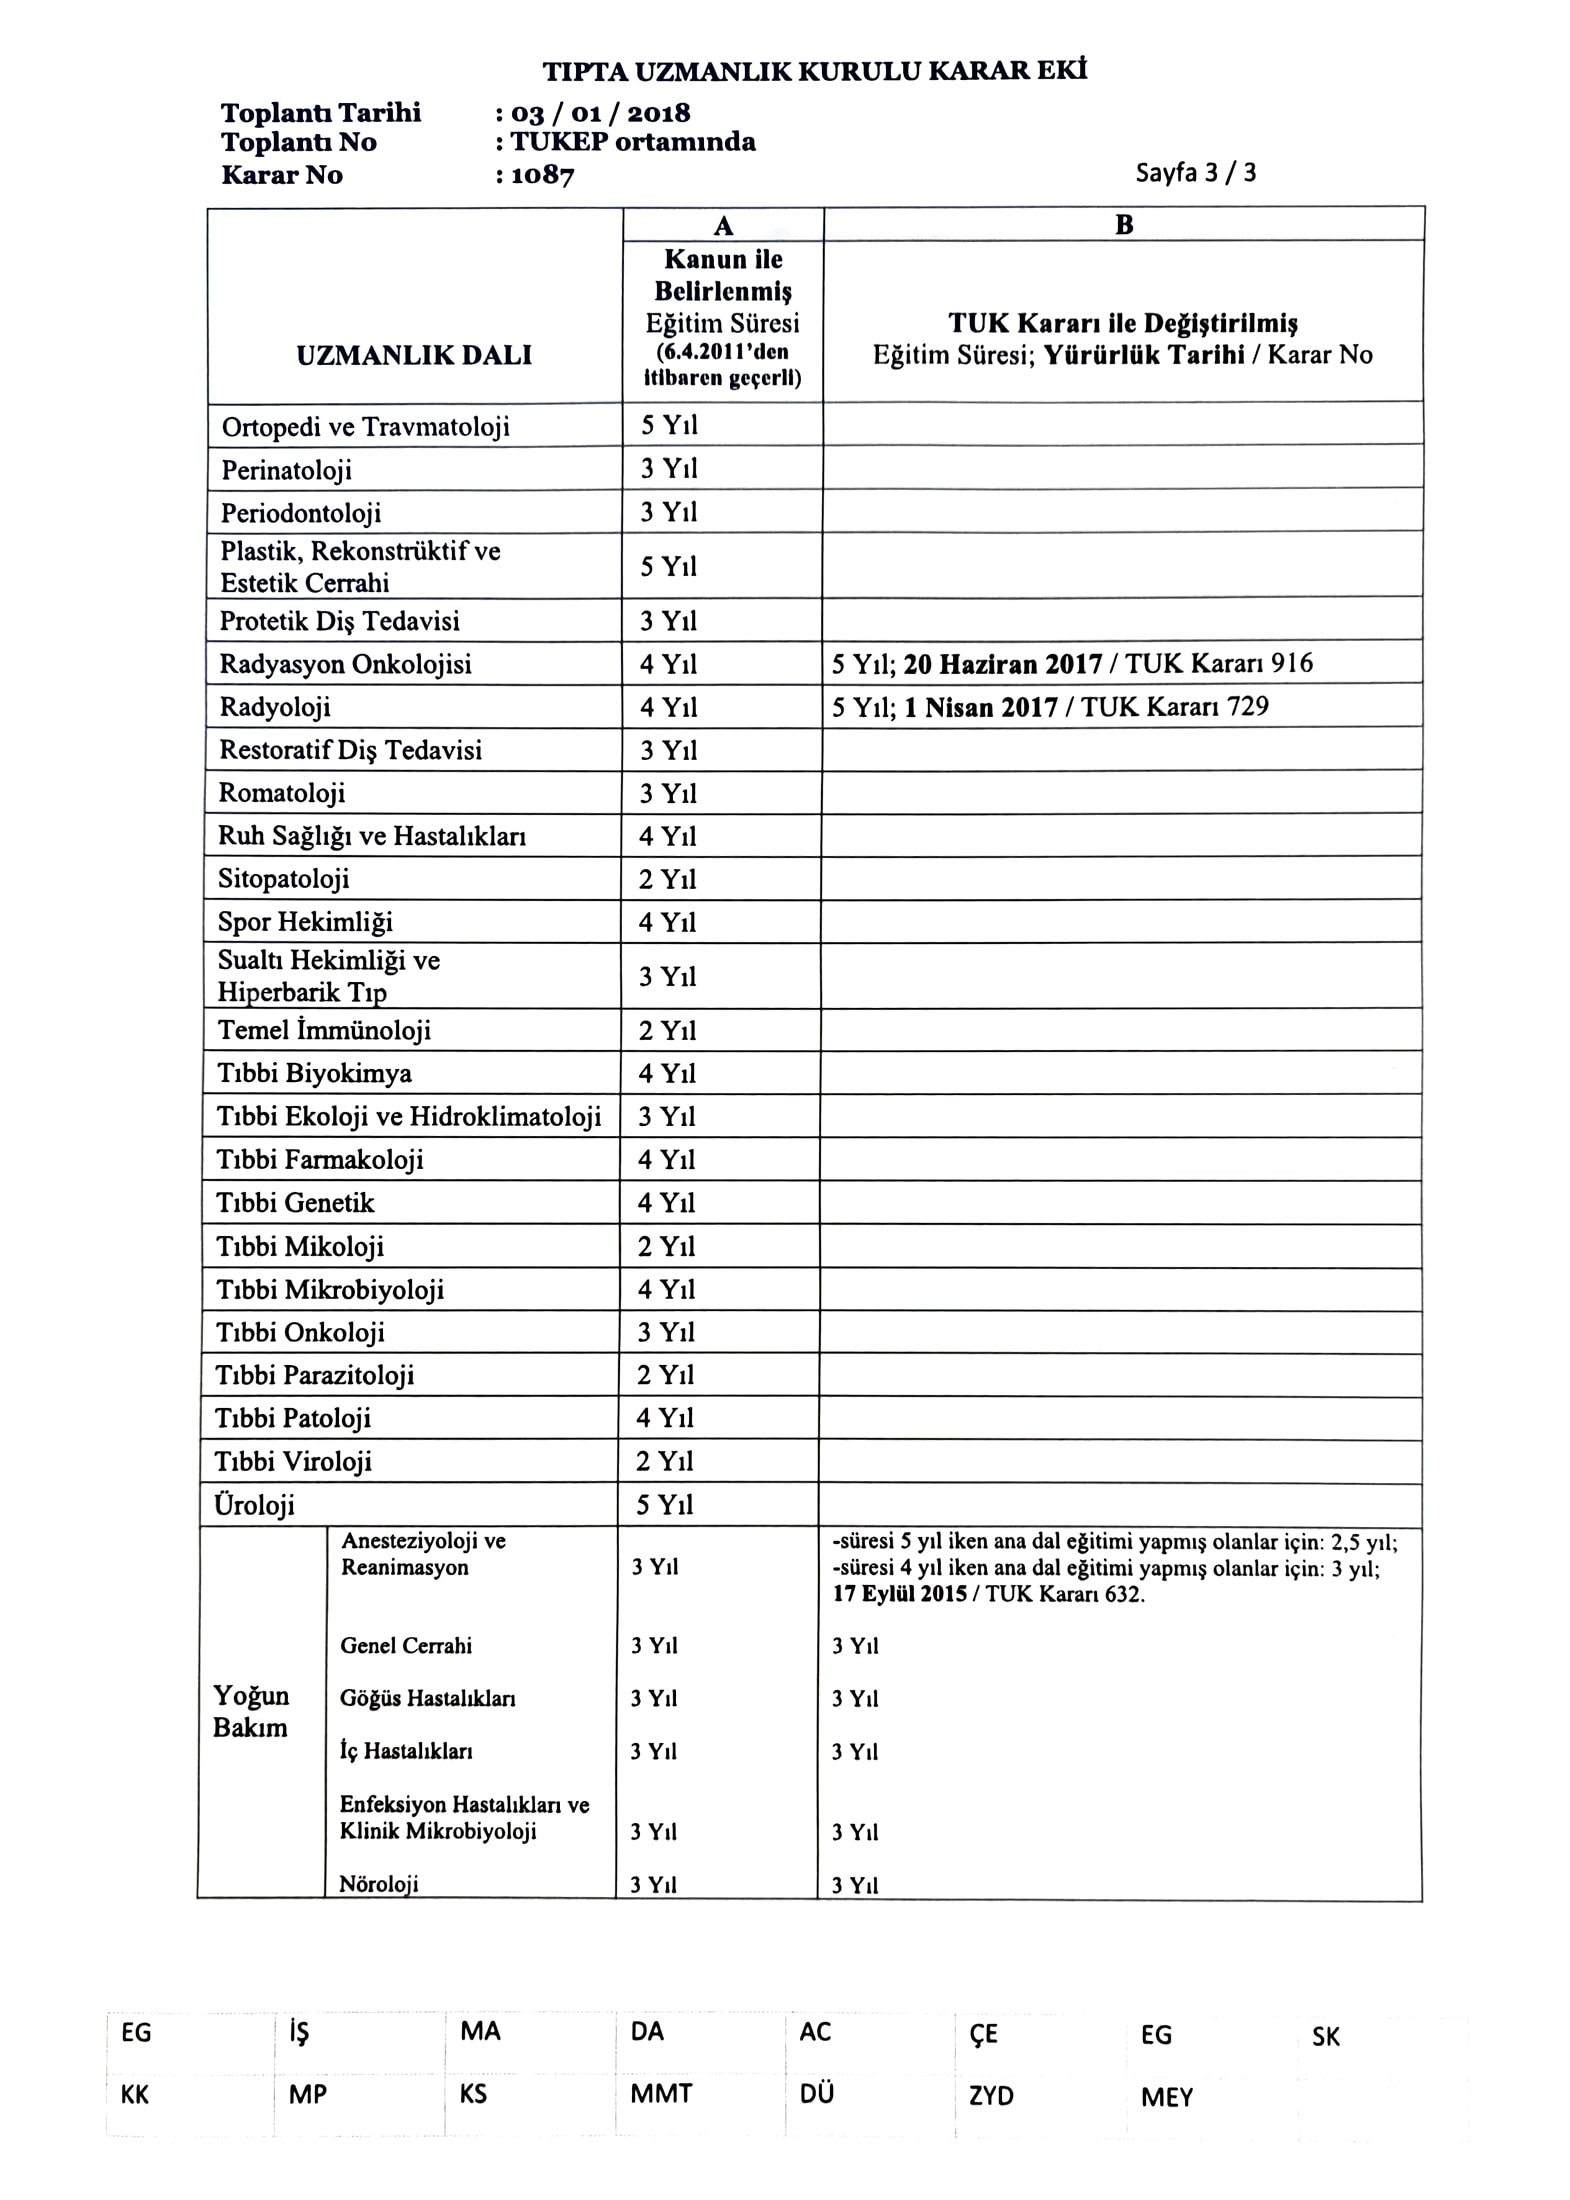 TIPTA UZMANLIK KURULU KARAR EKİ
Toplantı Tarihi : 03 / 01 / 2018
Toplantı No : TUKEP ortamında
Karar No : 1087
Sayfa 3 / 3
A B
UZMANLIK DALI
Kanun ile
Belirlenmiş
Eğitim Süresi
(6.4.2011'den
itibaren geçerli)
TUK Kararı ile Değiştirilmiş
Eğitim Süresi; Yürürlük Tarihi / Karar No
Ortopedi ve Travmatoloji 5 Yıl
Perinatoloji 3 Yıl
Periodontoloji 3 Yıl
Plastik, Rekonstrüktif ve
Estetik Cerrahi 5 Yıl
Protetik Diş Tedavisi 3 Yıl
Radyasyon Onkolojisi 4 Yıl 5 Yıl; 20 Haziran 2017 / TUK Kararı 916
Radyoloji 4 Yıl 5 Yıl; 1 Nisan 2017 / TUK Kararı 729
Restoratif Diş Tedavisi 3 Yıl
Romatoloji 3 Yıl
Ruh Sağlığı ve Hastalıkları 4 Yıl
Sitopatoloji 2 Yıl
Spor Hekimliği 4 Yıl
Sualtı Hekimliği ve
Hiperbarik Tıp 3 Yıl
Temel İmmünoloji 2 Yıl
Tıbbi Biyokimya 4 Yıl
Tıbbi Ekoloji ve Hidroklimatoloji 3 Yıl
Tıbbi Farmakoloji 4 Yıl
Tıbbi Genetik 4 Yıl
Tıbbi Mikoloji 2 Yıl
Tıbbi Mikrobiyoloji 4 Yıl
Tıbbi Onkoloji 3 Yıl
Tıbbi Parazitoloji 2 Yıl
Tıbbi Patoloji 4 Yıl
Tıbbi Viroloji 2 Yıl
Üroloji 5 Yıl
Yoğun
Bakım
Anesteziyoloji ve
Reanimasyon 3 Yıl
-süresi 5 yıl iken ana dal eğitimi yapmış olanlar için: 2,5 yıl;
-süresi 4 yıl iken ana dal eğitimi yapmış olanlar için: 3 yıl;
17 Eylül 2015 / TUK Kararı 632.
Genel Cerrahi 3 Yıl 3 Yıl
Göğüs Hastalıkları 3 Yıl 3 Yıl
İç Hastalıkları 3 Yıl 3 Yıl
Enfeksiyon Hastalıkları ve
Klinik Mikrobiyoloji 3 Yıl 3 Yıl
Nöroloji 3 Yıl 3 Yıl
EG İŞ MA DA AC ÇE EG SK
KK MP KS MMT DÜ ZYD MEY